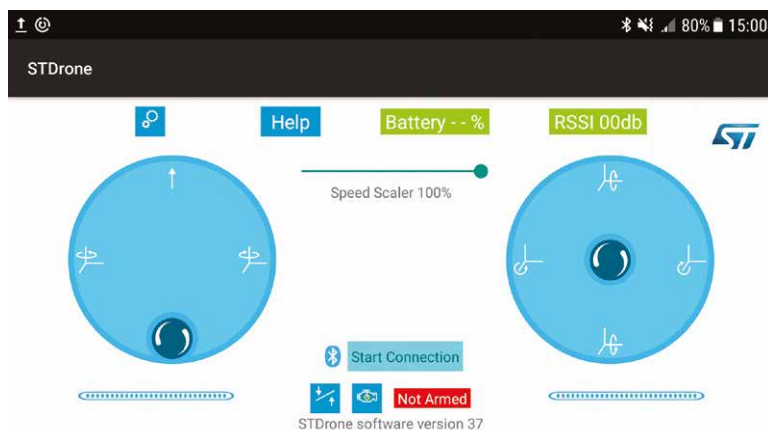 80% 15:00
STDrone
Help Battery - - % RSSI 00db
ST
Speed Scaler 100%
Start Connection
Not Armed
STDrone software version 37